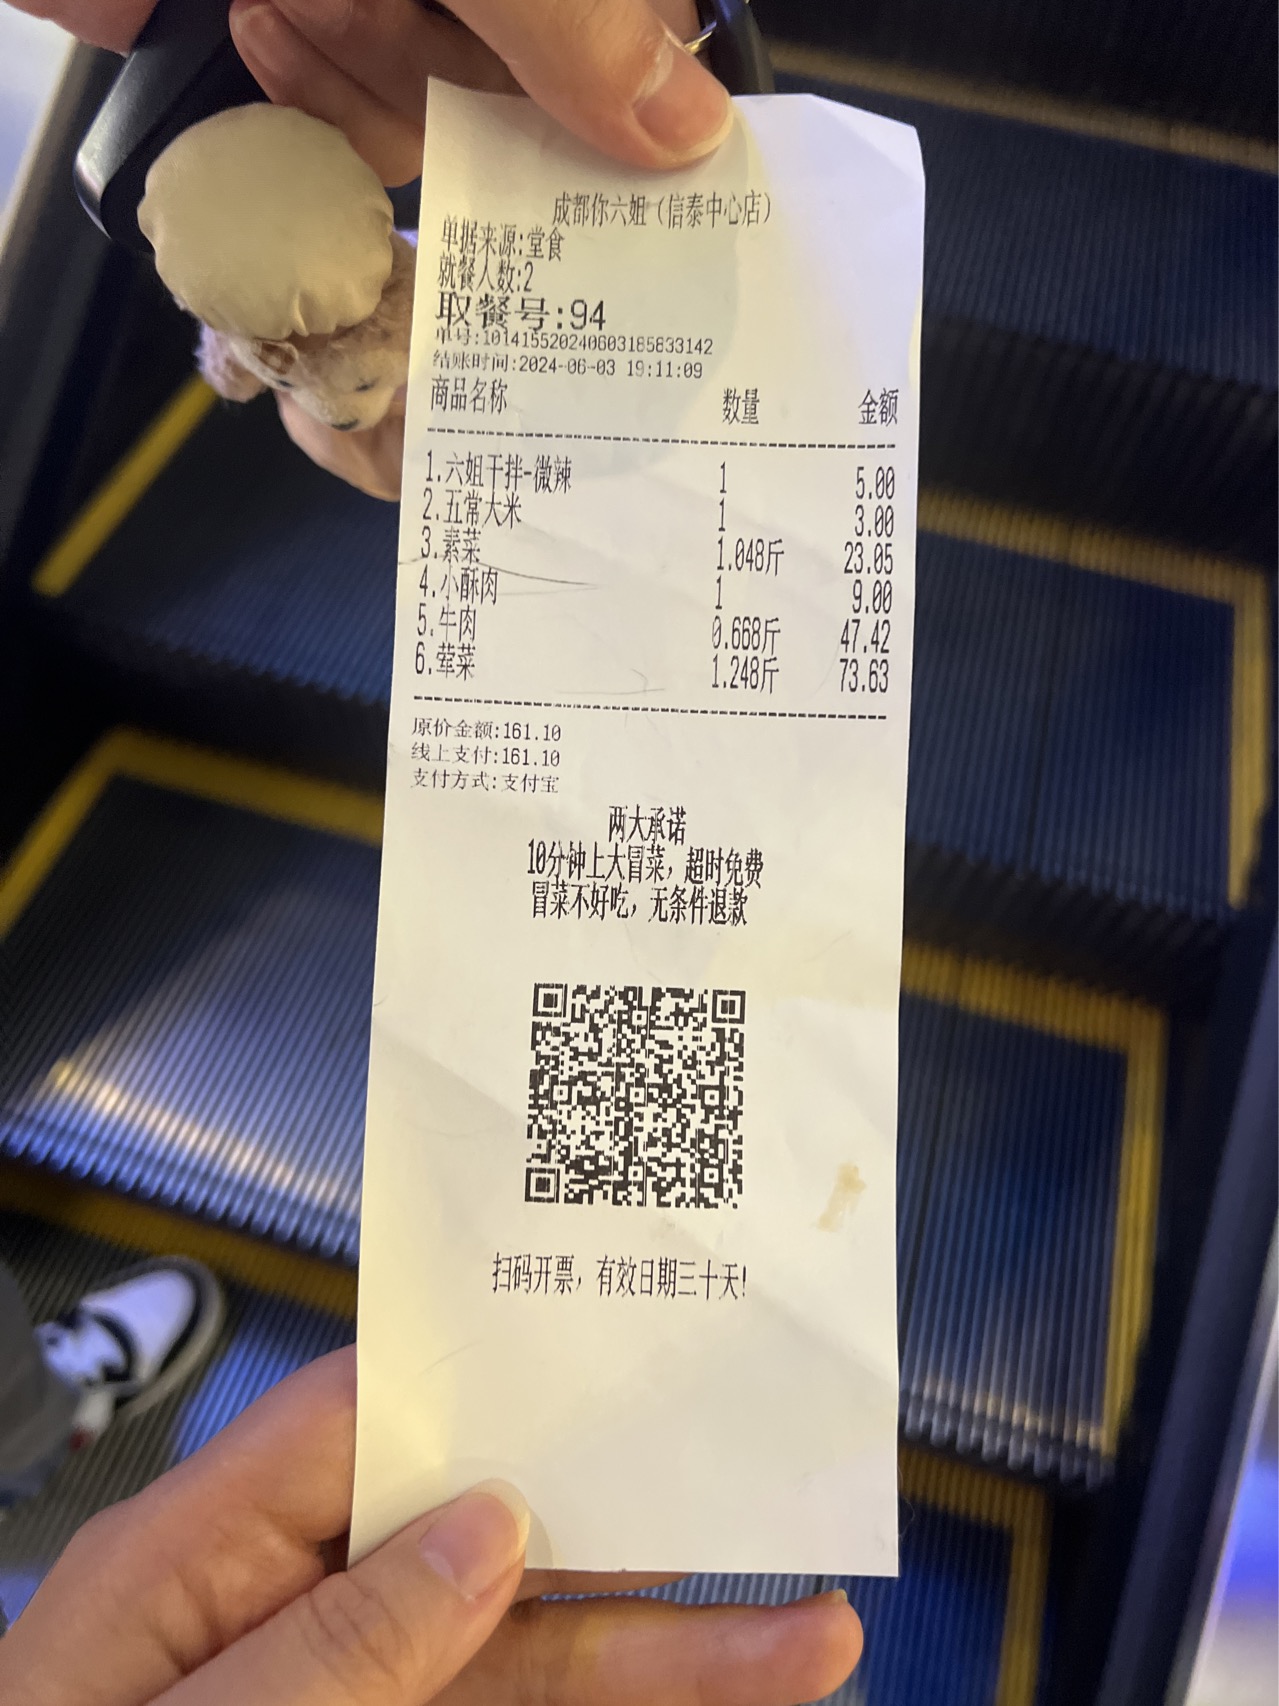 成都你六姐（信泰中心店）
单据来源:堂食
就餐人数:2
取餐号:94
单号:101415520240603185833142
结账时间:2024-06-03 19:11:09
商品名称 数量 金额
1.六姐干拌-微辣 1 5.00
2.五常大米 1 3.00
3.素菜 1.048斤 23.05
4.小酥肉 1 9.00
5.牛肉 0.668斤 47.42
6.荤菜 1.248斤 73.63
原价金额:161.10
线上支付:161.10
支付方式:支付宝
两大承诺
10分钟上大冒菜，超时免费
冒菜不好吃，无条件退款
扫码开票，有效日期三十天!